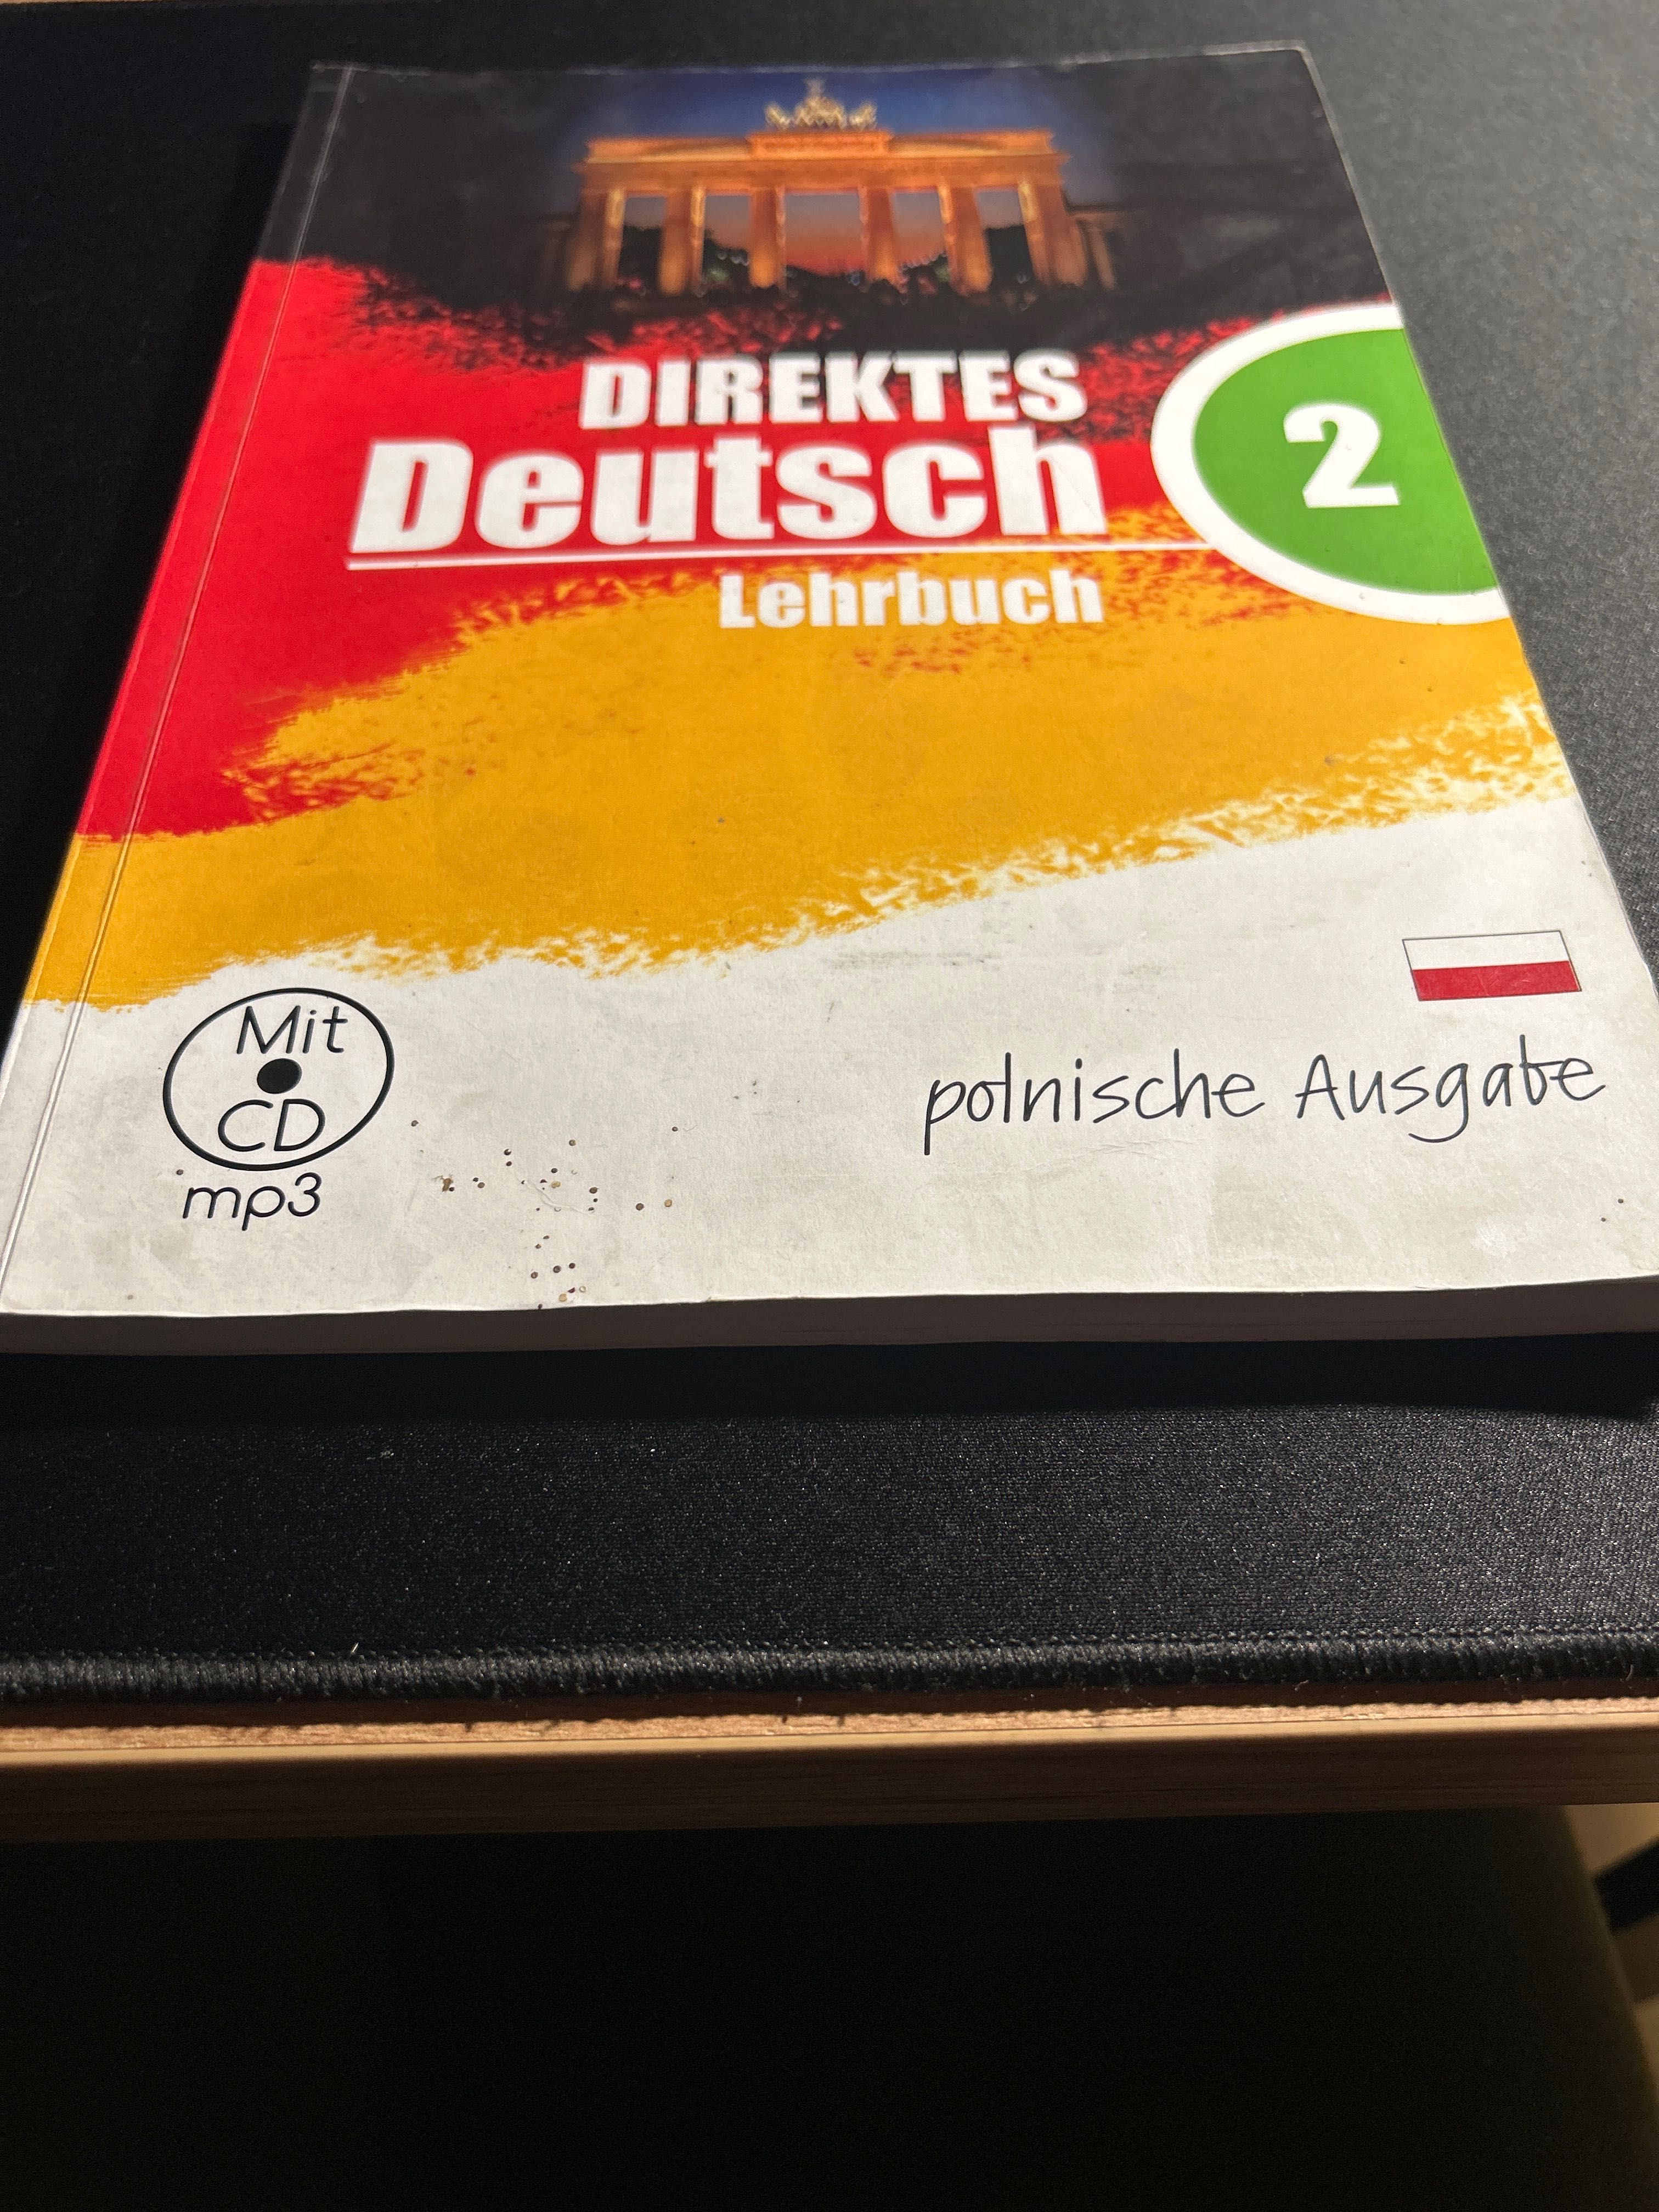 DIREKTES
Deutsch
2
Lehrbuch
polnische Ausgabe
Mit
CD
mp3